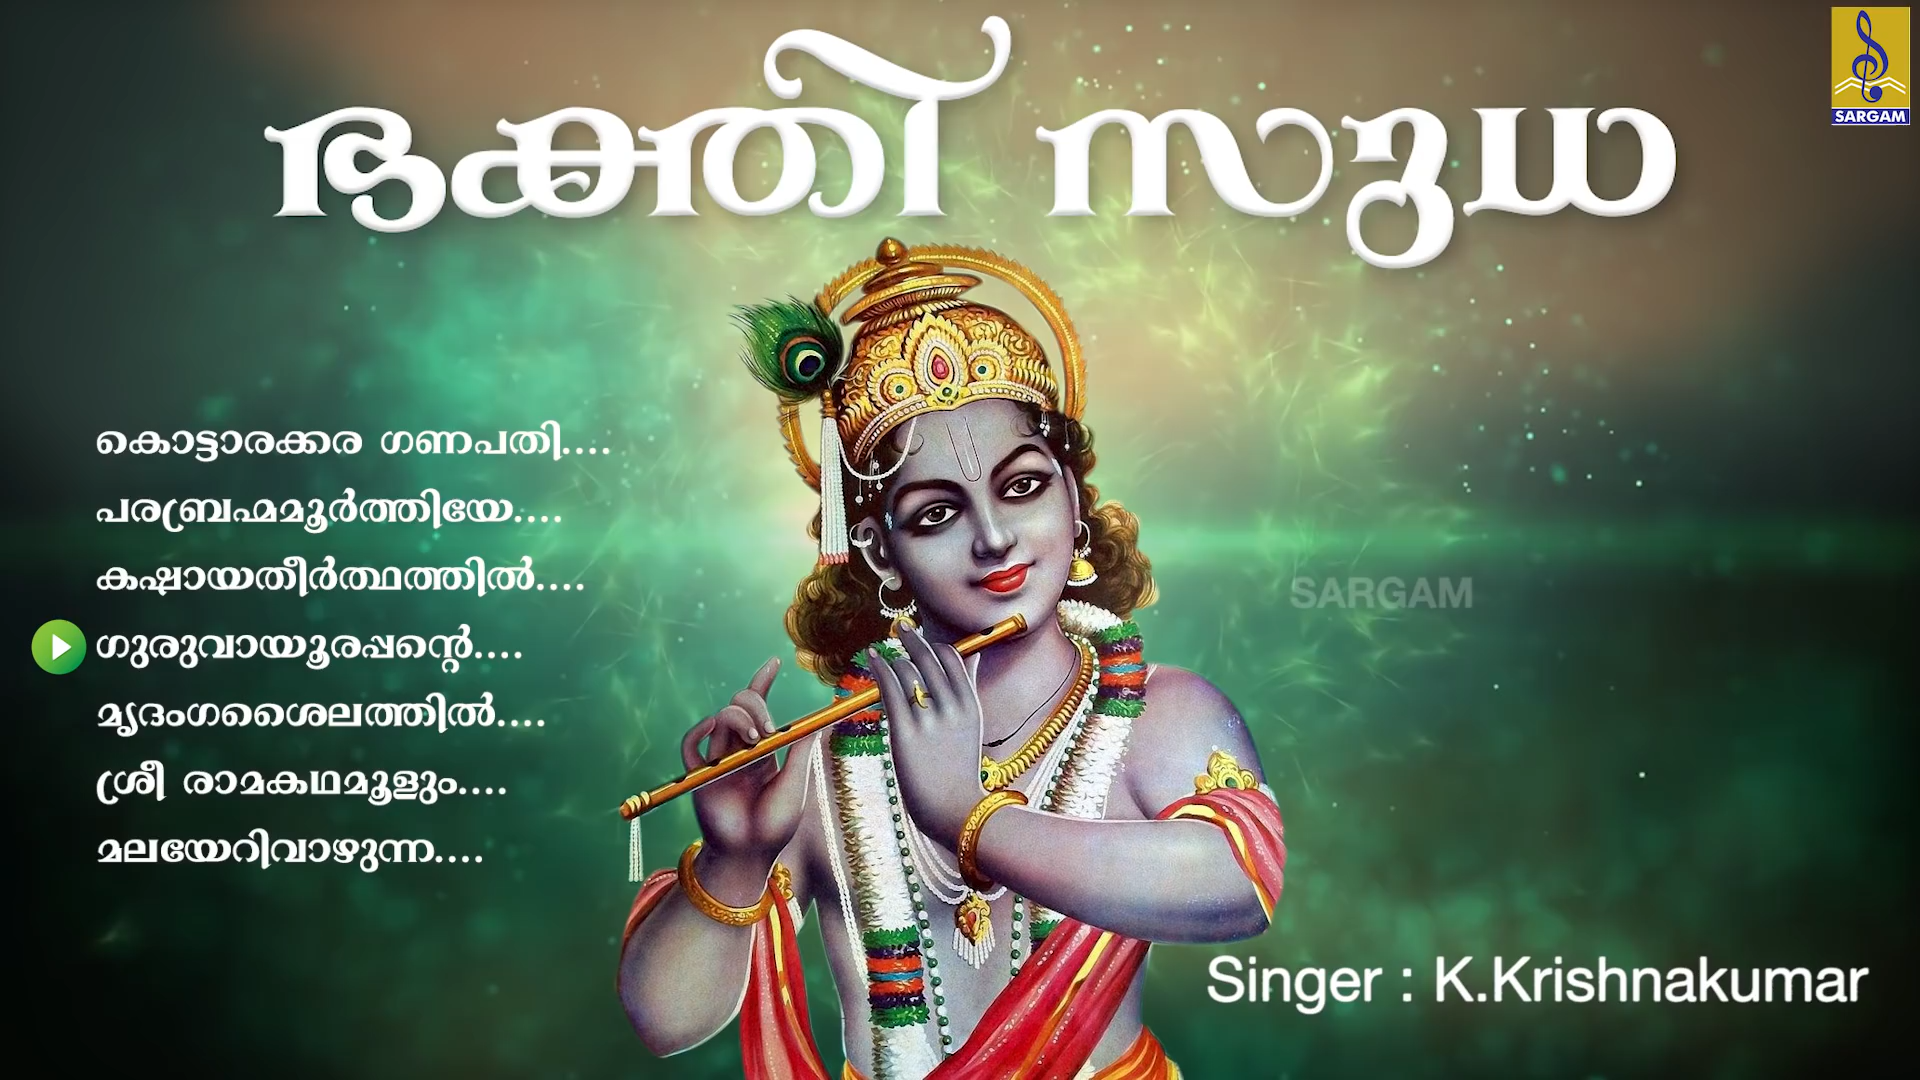 SARGAM
ഭക്തി സുധ
കൊട്ടാരക്കര ഗണപതി....
പരബ്രഹ്മമൂർത്തിയേ....
കഷായതീർത്ഥത്തിൽ....
ഗുരുവായൂരപ്പന്റെ....
മൃദംഗശൈലത്തിൽ....
ശ്രീ രാമകഥമൂളും....
മലയേറിവാഴുന്ന....
SARGAM
Singer : K.Krishnakumar